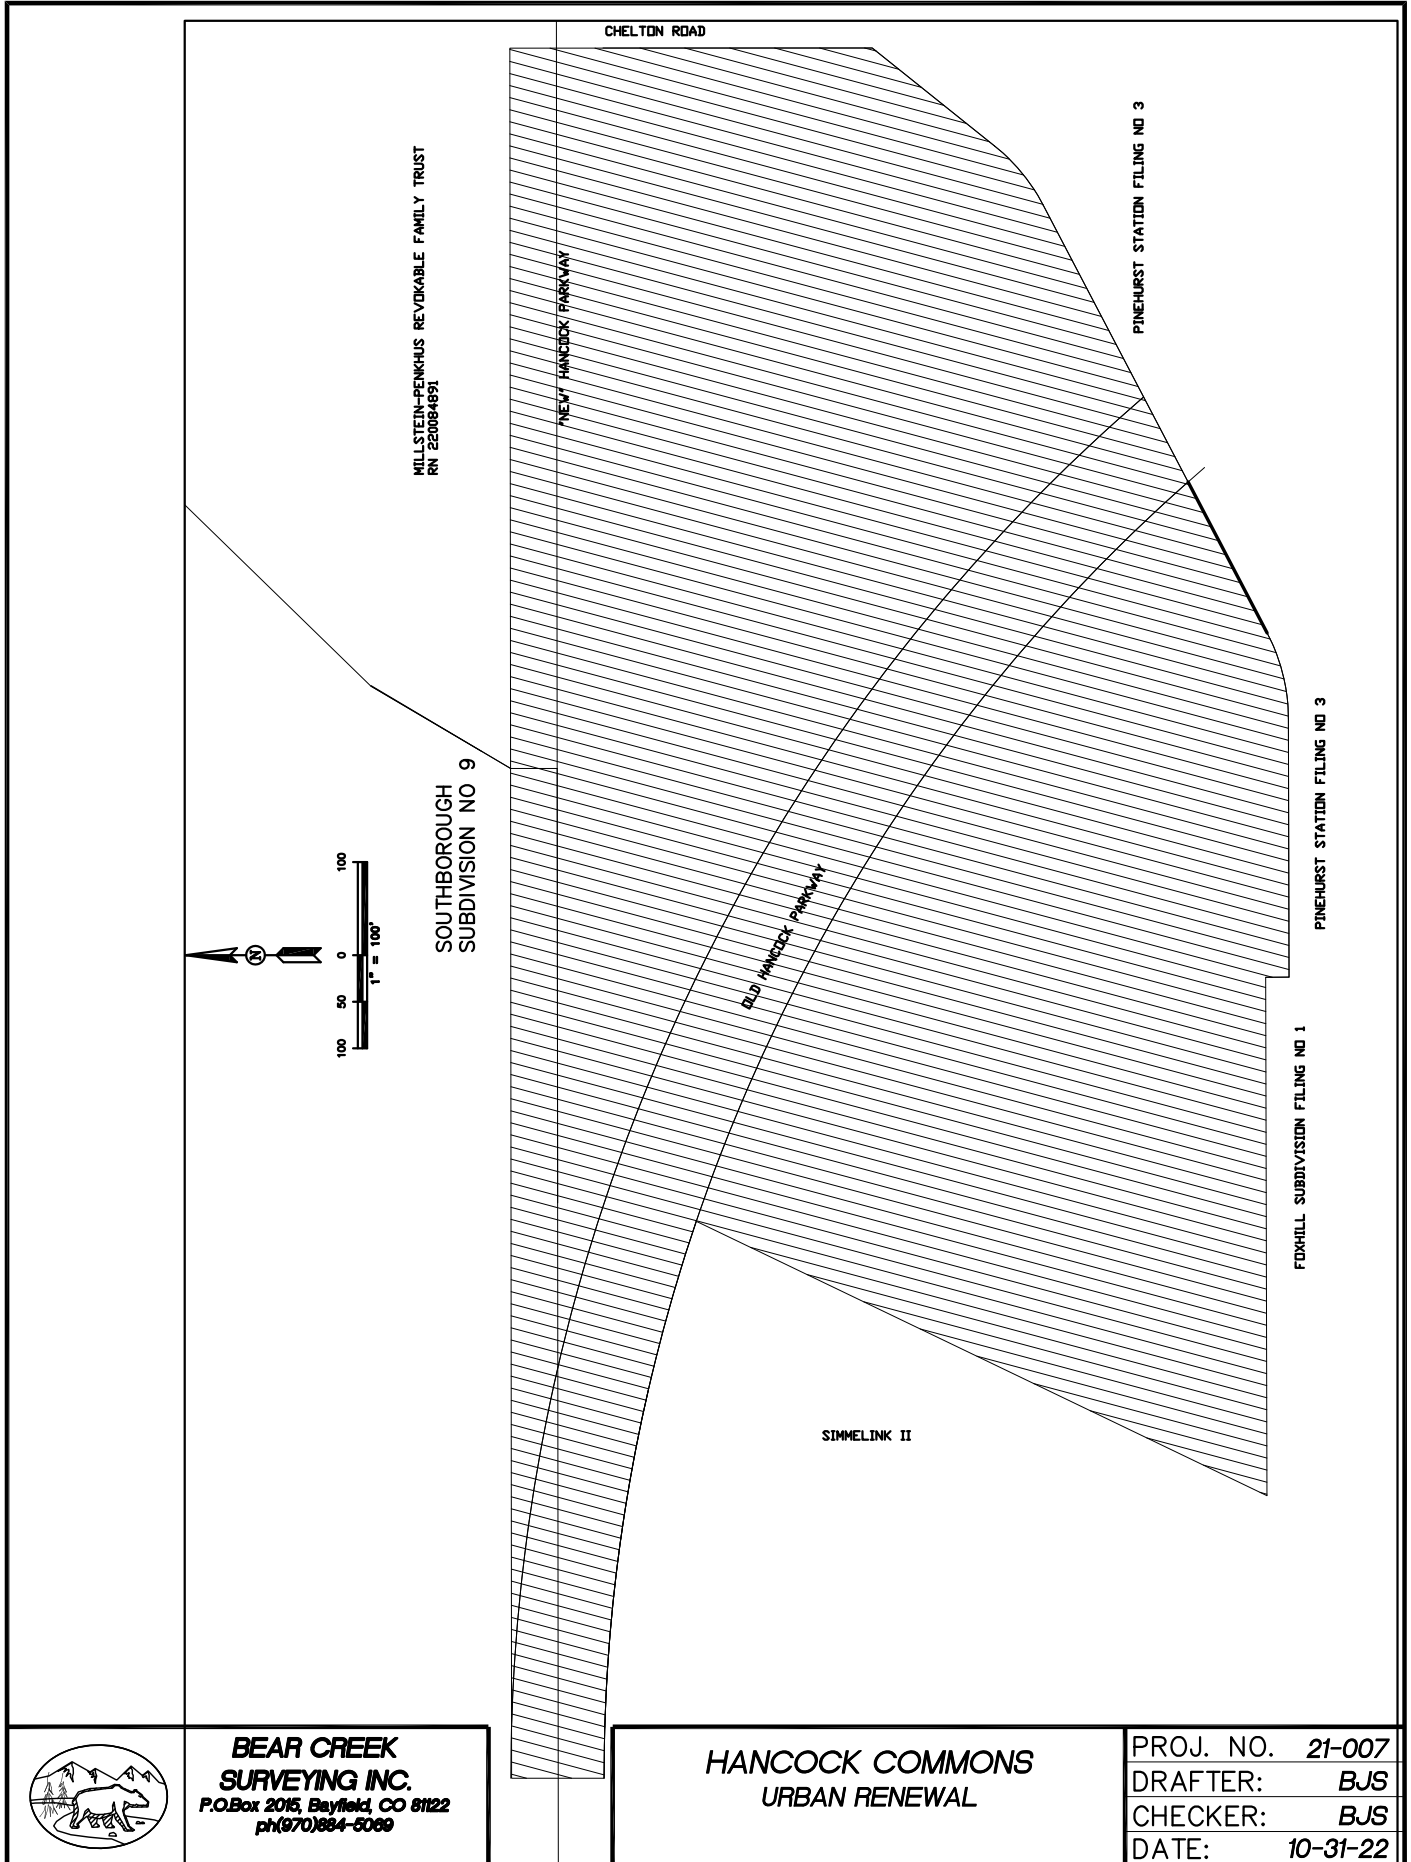 CHELTON ROAD
PINEHURST STATION FILING NO 3
MILLSTEIN-PENKHUS REVOKABLE FAMILY TRUST
RN 220084891
"NEW" HANCOCK PARKWAY
SOUTHBOROUGH
SUBDIVISION NO 9
PINEHURST STATION FILING NO 3
100
0
50
100
1" = 100'
N
OLD HANCOCK PARKWAY
FOXHILL SUBDIVISION FILING NO 1
SIMMELINK II
BEAR CREEK
SURVEYING INC.
P.O.Box 2015, Bayfield, CO 81122
ph(970)884-5069
HANCOCK COMMONS
URBAN RENEWAL
PROJ. NO. 21-007
DRAFTER: BJS
CHECKER: BJS
DATE: 10-31-22